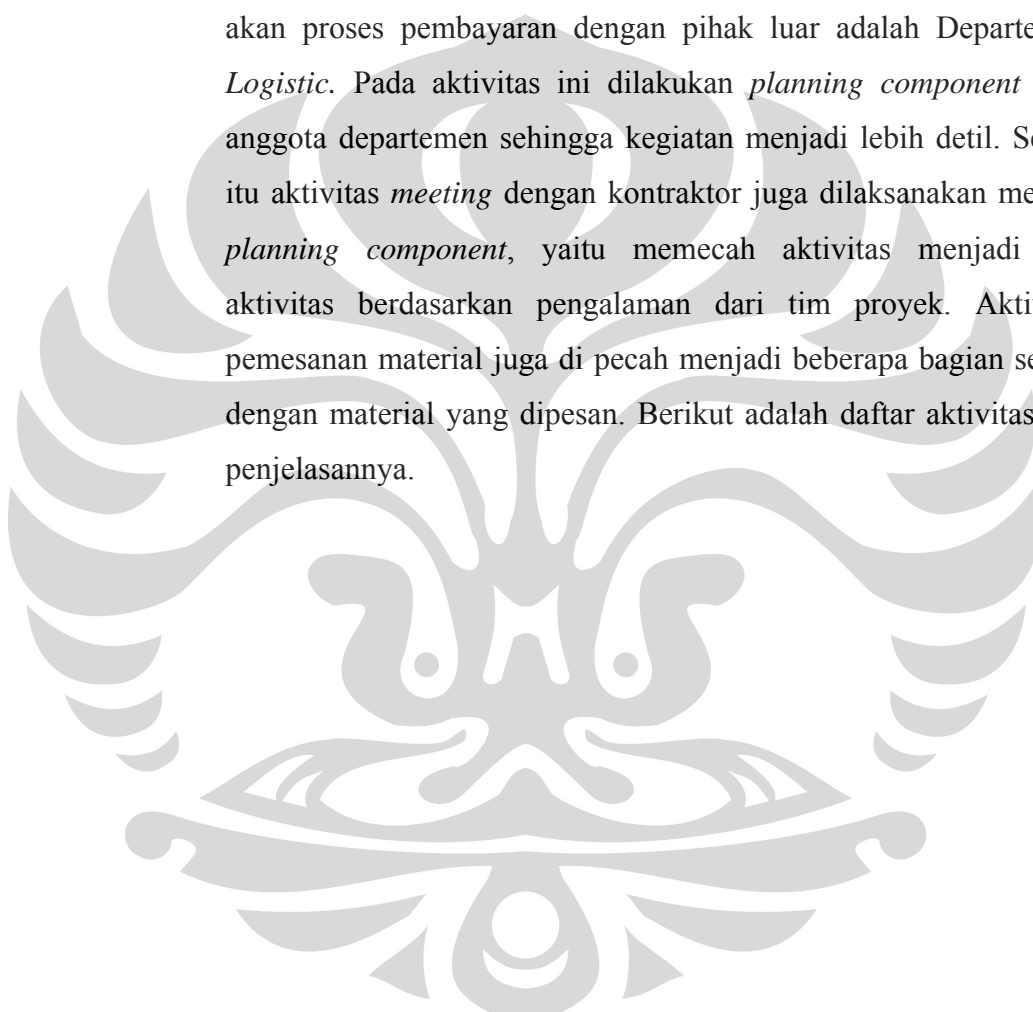 akan proses pembayaran dengan pihak luar adalah Departe
Logistic. Pada aktivitas ini dilakukan planning component
anggota departemen sehingga kegiatan menjadi lebih detil. Se
itu aktivitas meeting dengan kontraktor juga dilaksanakan me
planning component, yaitu memecah aktivitas menjadi
aktivitas berdasarkan pengalaman dari tim proyek. Akti
pemesanan material juga di pecah menjadi beberapa bagian se
dengan material yang dipesan. Berikut adalah daftar aktivitas
penjelasannya.